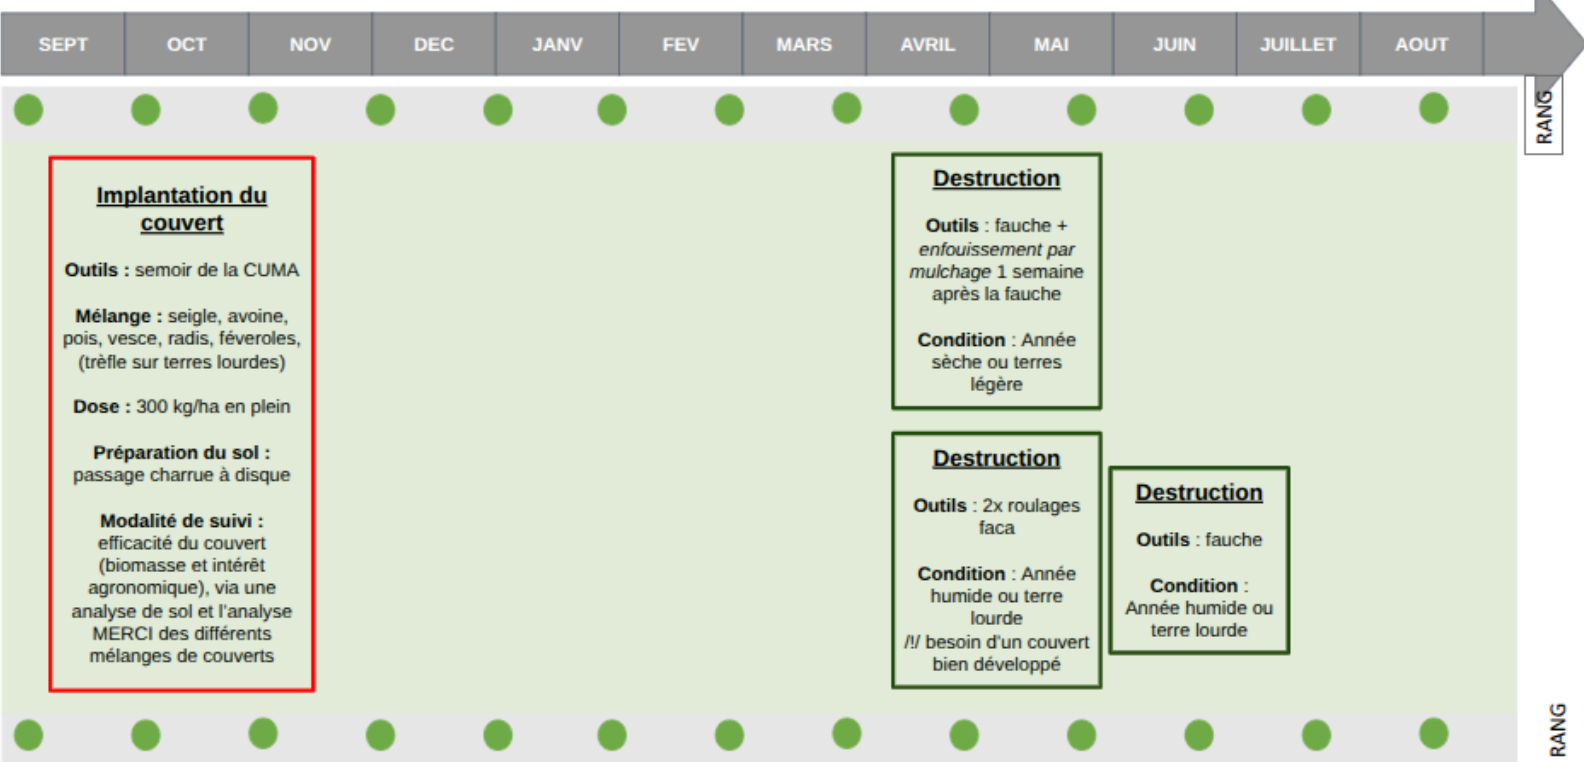 SEPT OCT NOV DEC JANV FEV MARS AVRIL MAI JUIN JUILLET AOUT
RANG
Implantation du
couvert
Outils : semoir de la CUMA
Mélange : seigle, avoine,
pois, vesce, radis, féveroles,
(trèfle sur terres lourdes)
Dose : 300 kg/ha en plein
Préparation du sol :
passage charrue à disque
Modalité de suivi :
efficacité du couvert
(biomasse et intérêt
agronomique), via une
analyse de sol et l'analyse
MERCI des différents
mélanges de couverts
Destruction
Outils : fauche +
enfouissement par
mulchage 1 semaine
après la fauche
Condition : Année
sèche ou terres
légère
Destruction
Outils : 2x roulages
faca
Condition : Année
humide ou terre
lourde
/!/ besoin d'un couvert
bien développé
Destruction
Outils : fauche
Condition :
Année humide ou
terre lourde
RANG